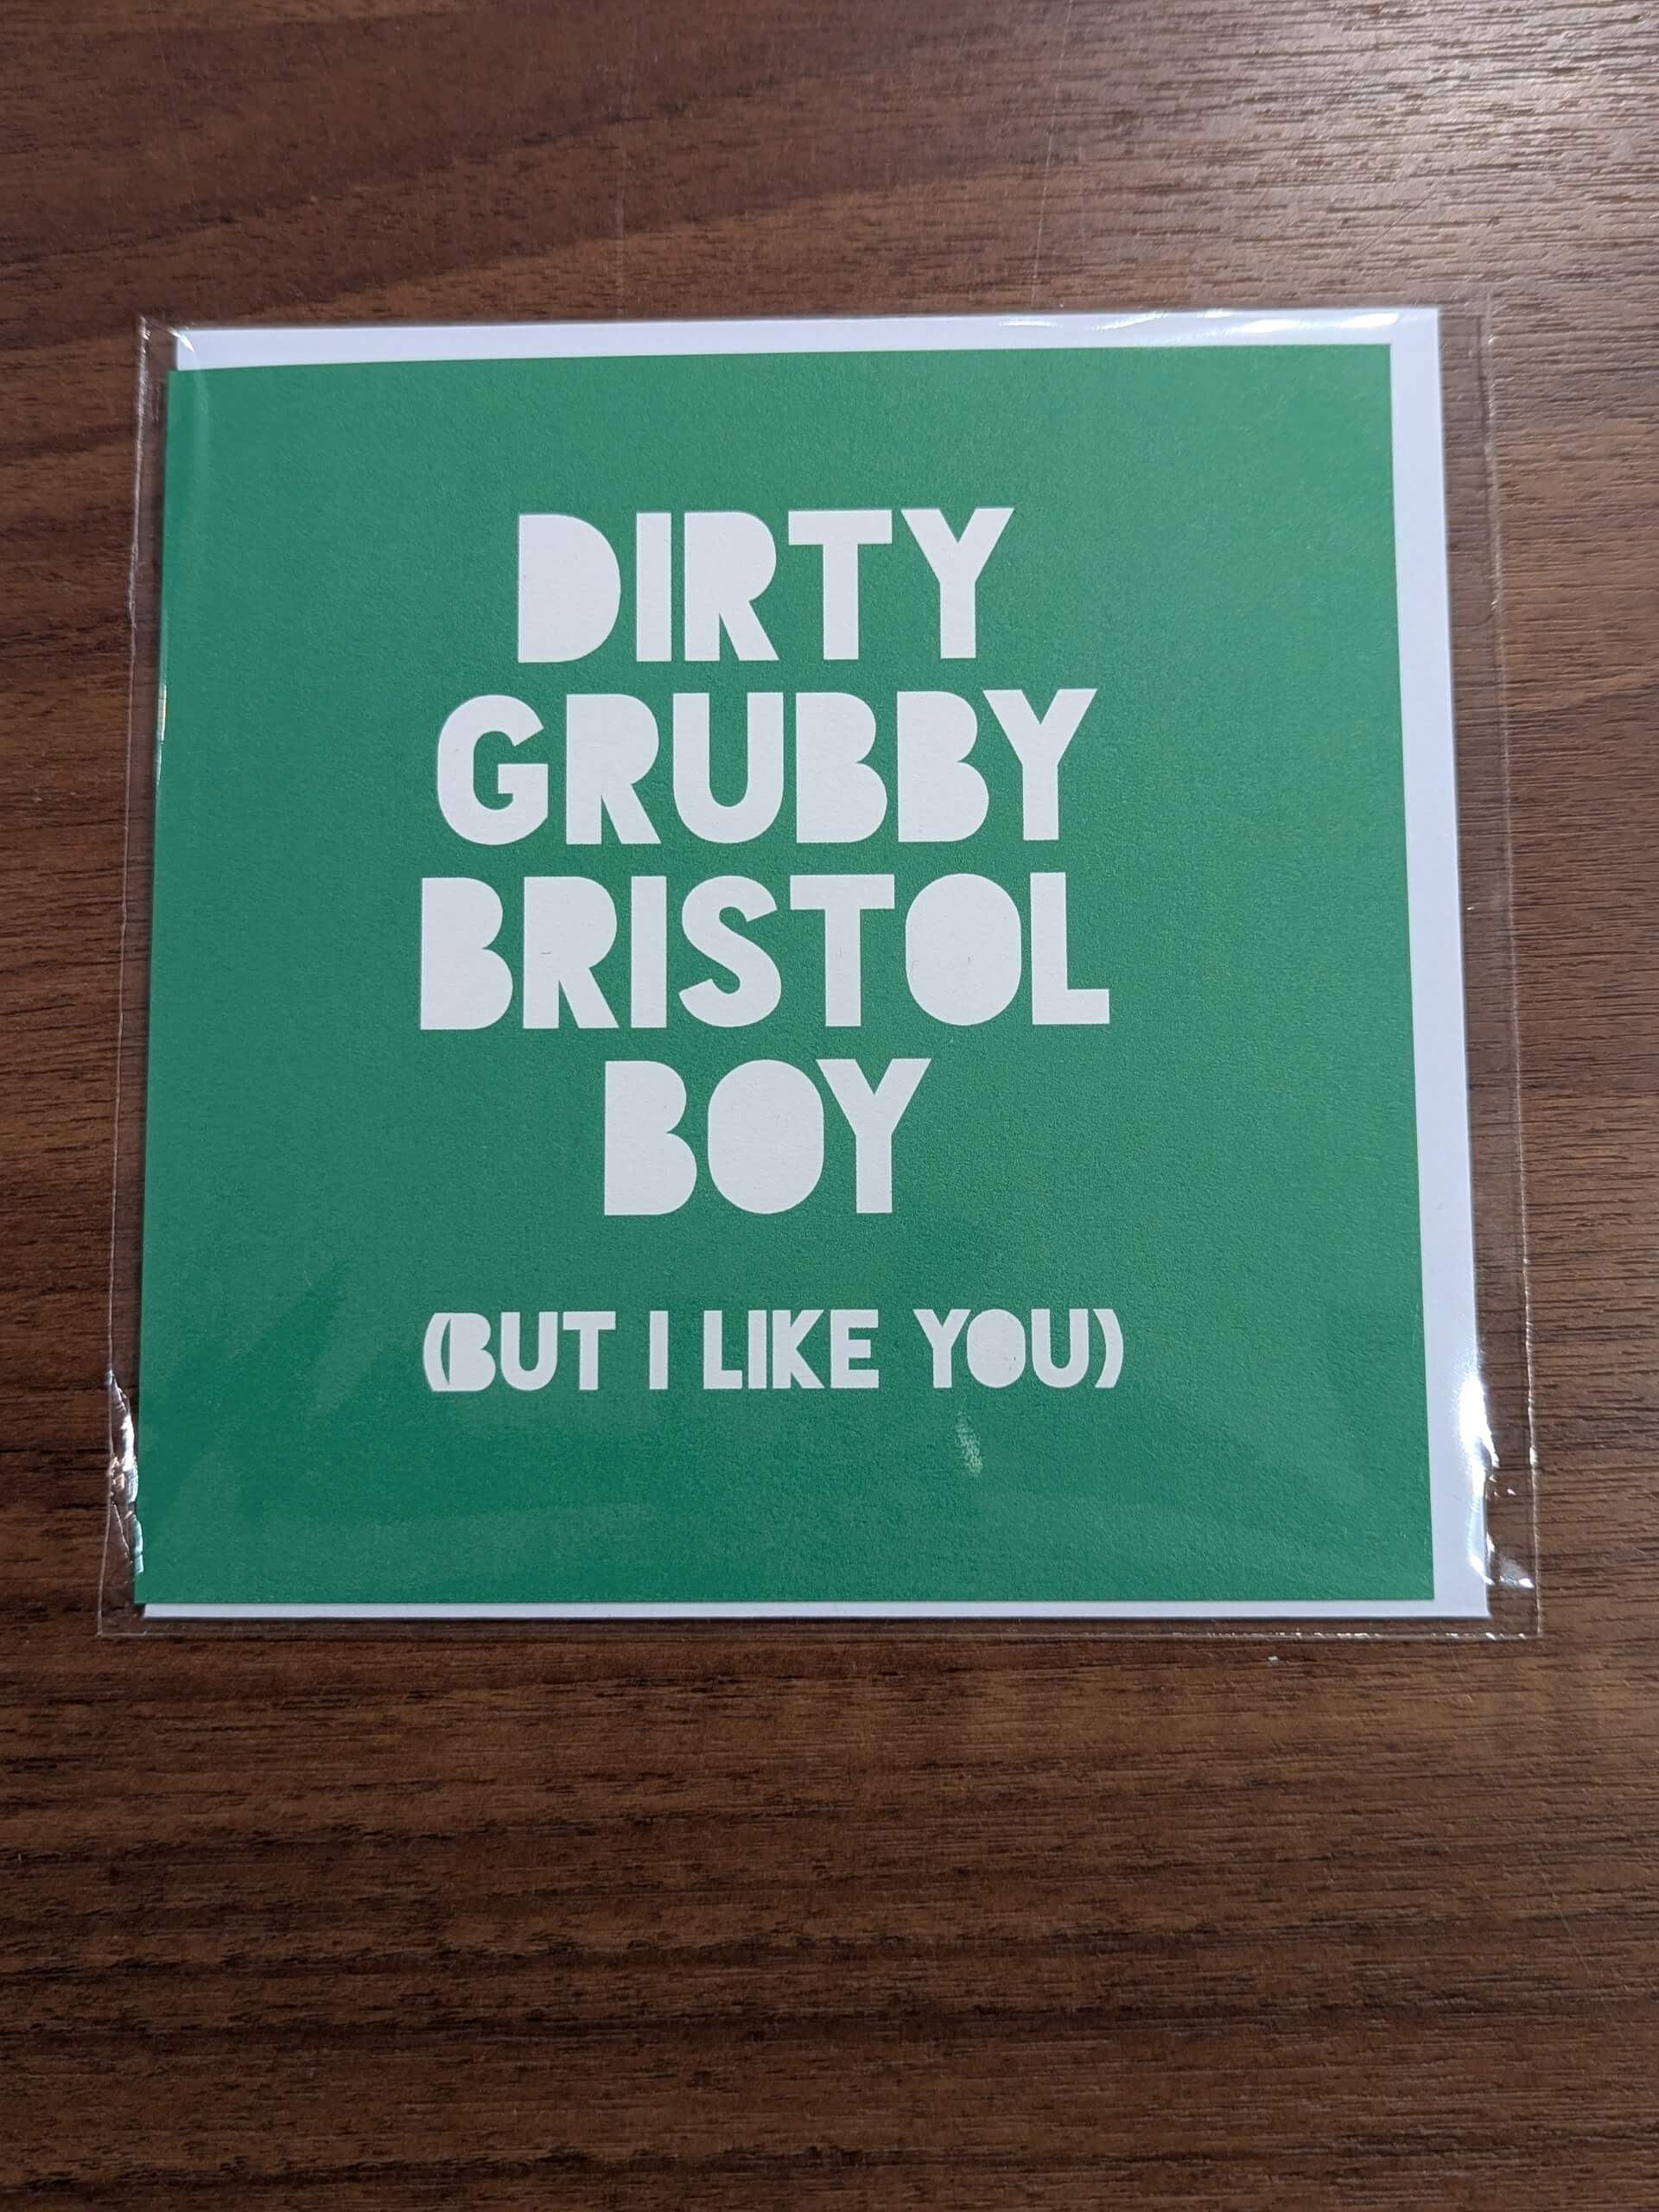 DIRTY
GRUBBY
BRISTOL
BOY
(BUT I LIKE YOU)